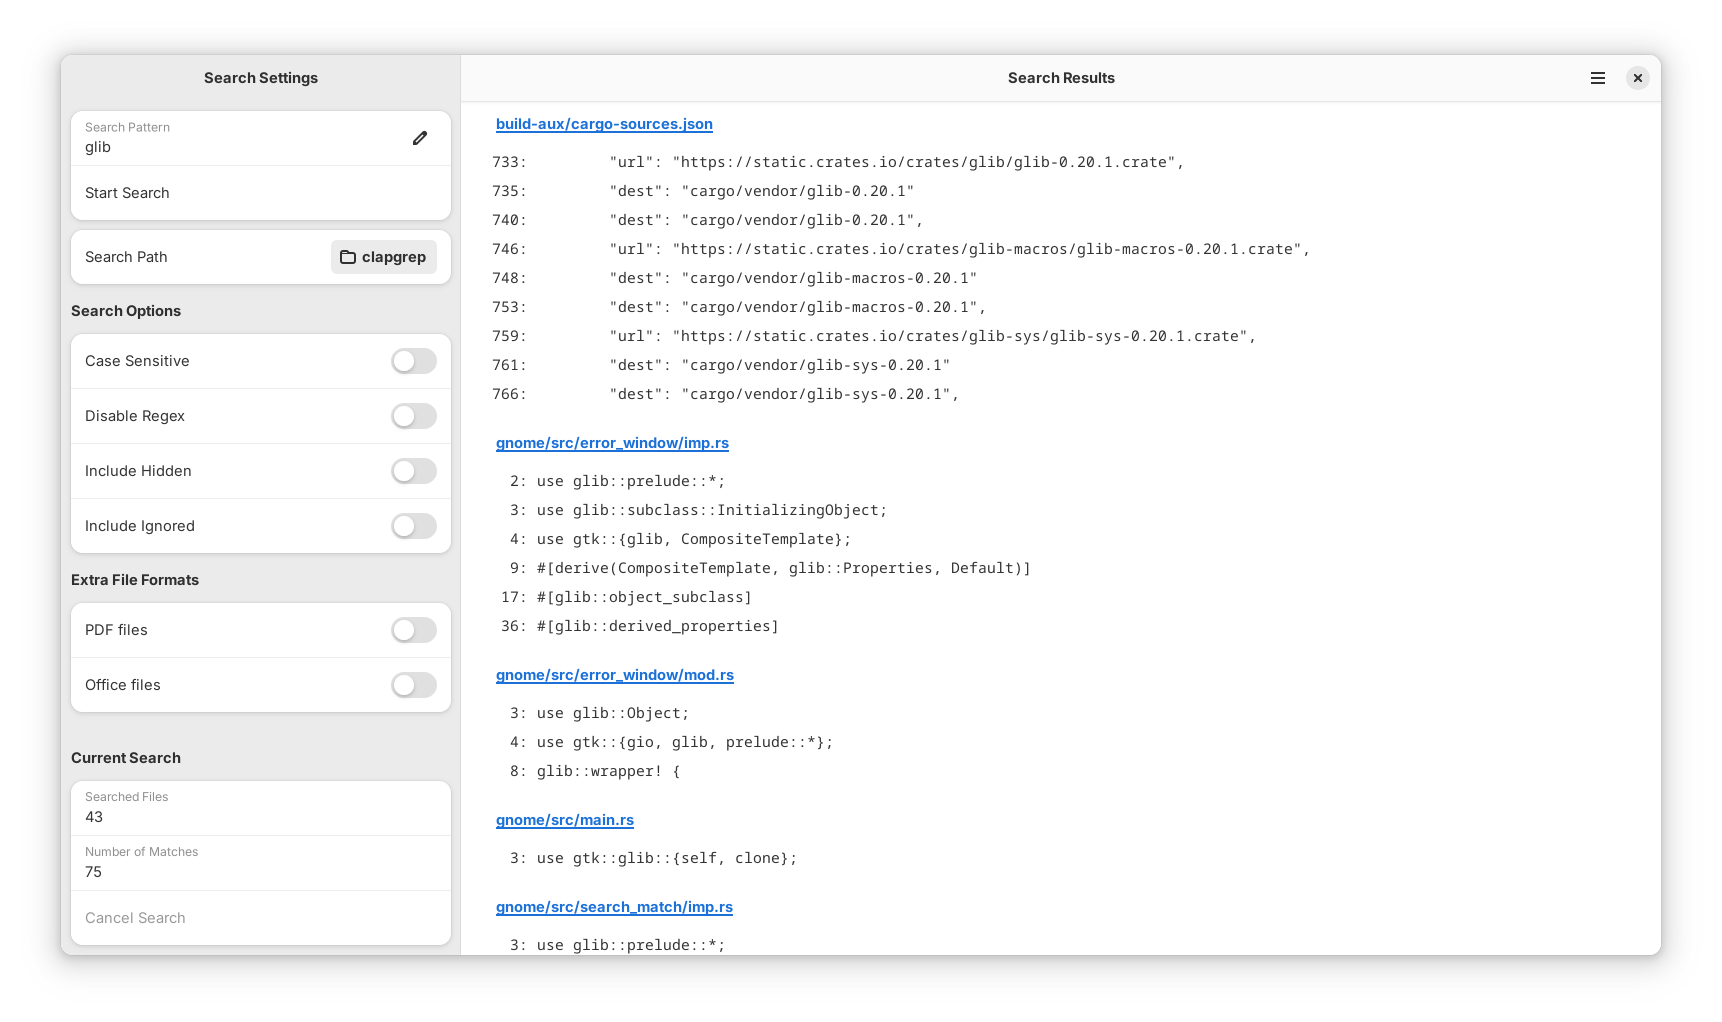 Search Settings
Search Pattern
glib
Start Search
Search Path
clapgrep
Search Options
Case Sensitive
Disable Regex
Include Hidden
Include Ignored
Extra File Formats
PDF files
Office files
Current Search
Searched Files
43
Number of Matches
75
Cancel Search
Search Results
build-aux/cargo-sources.json
733:         "url": "https://static.crates.io/crates/glib/glib-0.20.1.crate",
735:         "dest": "cargo/vendor/glib-0.20.1"
740:         "dest": "cargo/vendor/glib-0.20.1",
746:         "url": "https://static.crates.io/crates/glib-macros/glib-macros-0.20.1.crate",
748:         "dest": "cargo/vendor/glib-macros-0.20.1"
753:         "dest": "cargo/vendor/glib-macros-0.20.1",
759:         "url": "https://static.crates.io/crates/glib-sys/glib-sys-0.20.1.crate",
761:         "dest": "cargo/vendor/glib-sys-0.20.1"
766:         "dest": "cargo/vendor/glib-sys-0.20.1",
gnome/src/error_window/imp.rs
2: use glib::prelude::*;
3: use glib::subclass::InitializingObject;
4: use gtk::{glib, CompositeTemplate};
9: #[derive(CompositeTemplate, glib::Properties, Default)]
17: #[glib::object_subclass]
36: #[glib::derived_properties]
gnome/src/error_window/mod.rs
3: use glib::Object;
4: use gtk::{gio, glib, prelude::*};
8: glib::wrapper! {
gnome/src/main.rs
3: use gtk::glib::{self, clone};
gnome/src/search_match/imp.rs
3: use glib::prelude::*;